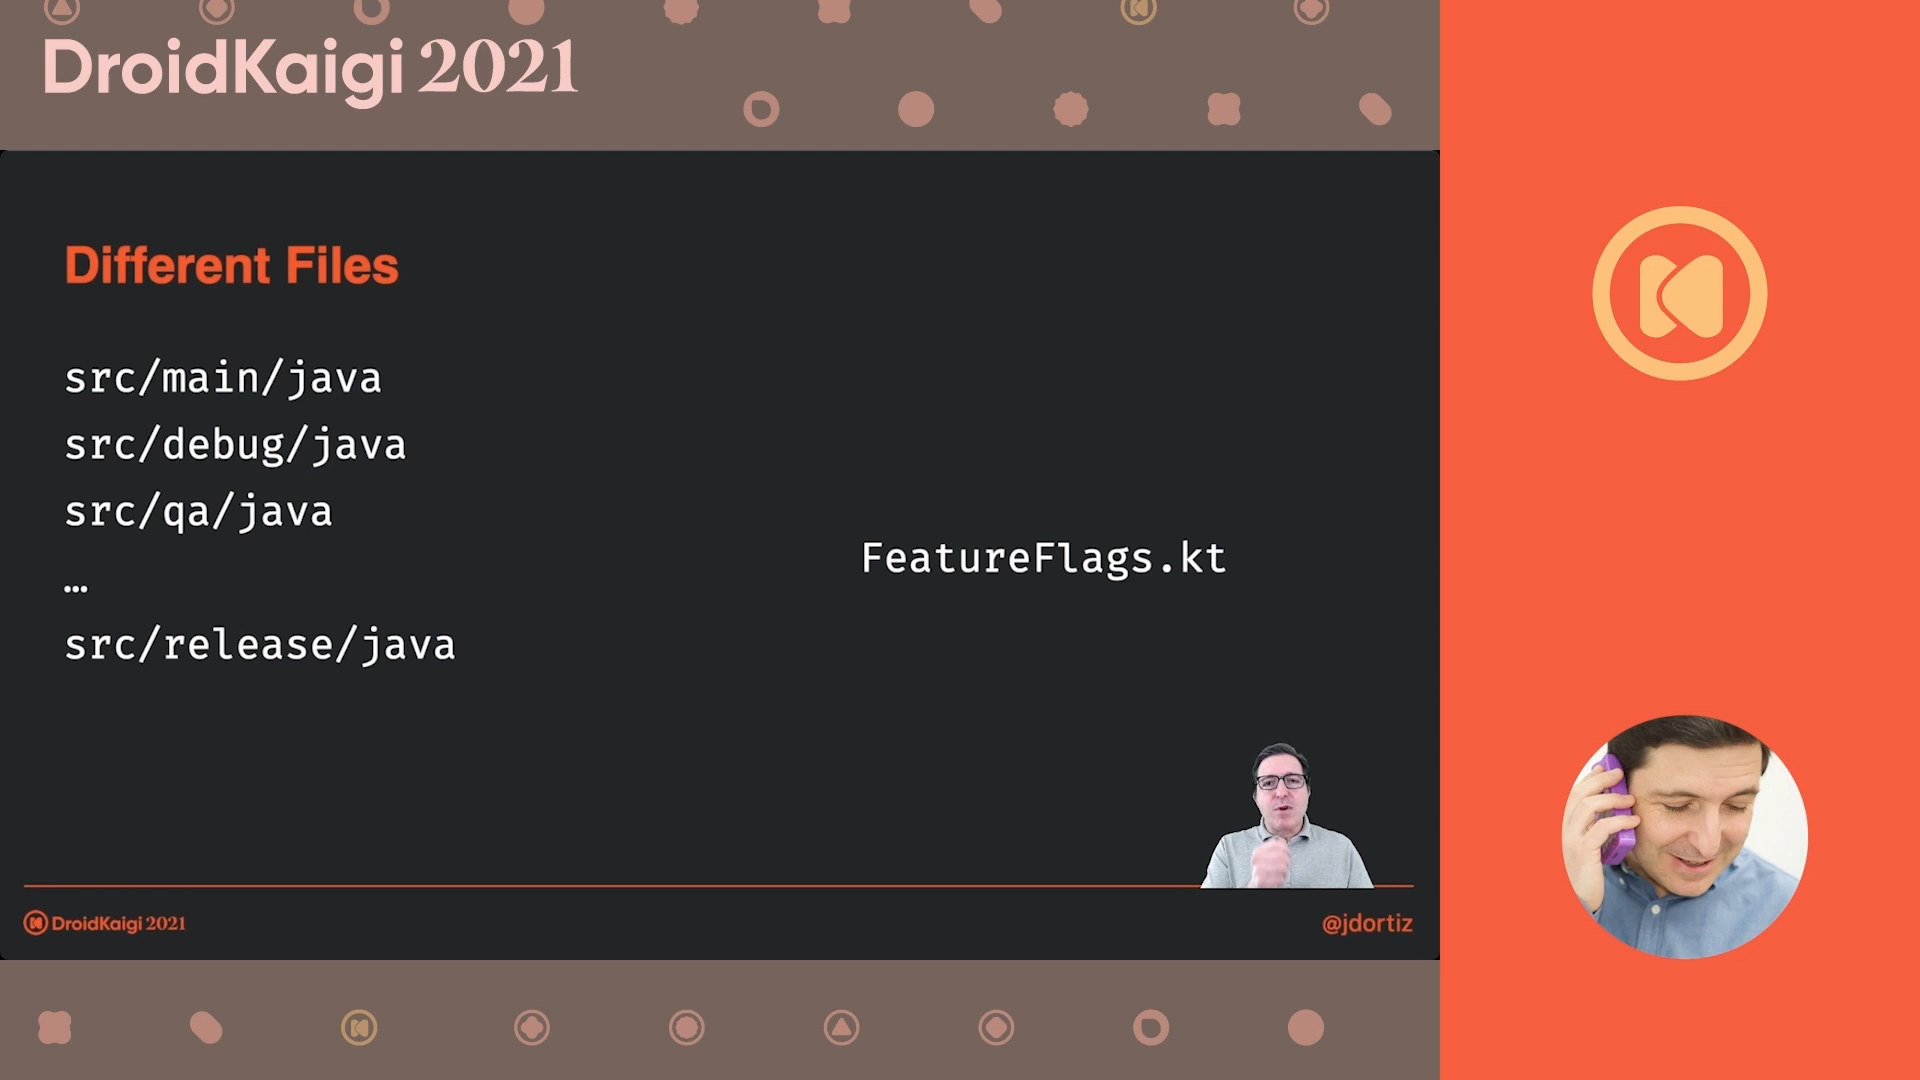 DroidKaigi 2021
Different Files
src/main/java
src/debug/java
src/qa/java
…
src/release/java
FeatureFlags.kt
DroidKaigi 2021
@jdortiz